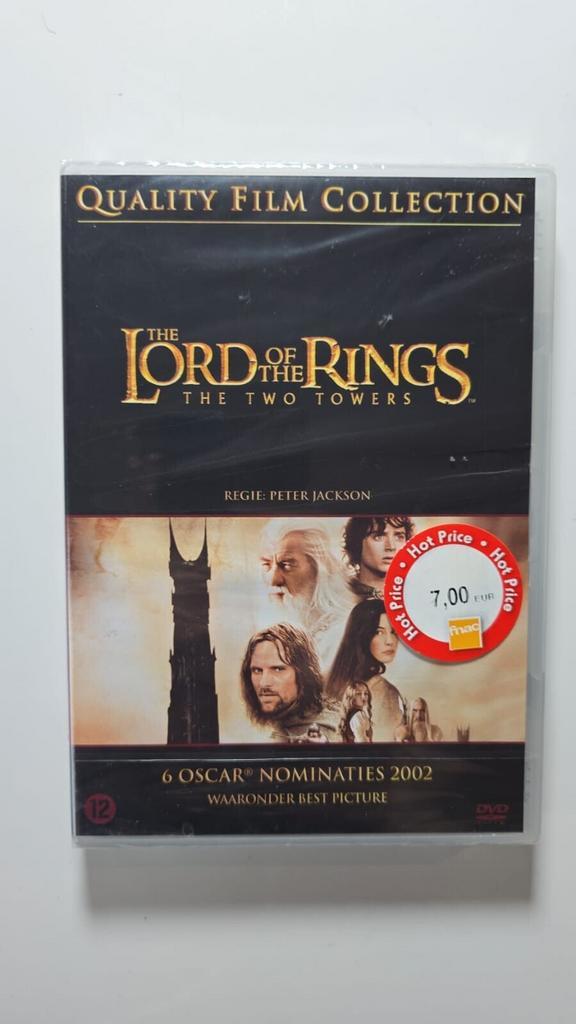 QUALITY FILM COLLECTION
THE
LORD OF THE RINGS
THE TWO TOWERS ™
REGIE: PETER JACKSON
Hot Price • Hot Price • Hot Price
7,00 EUR
fnac
6 OSCAR® NOMINATIES 2002
WAARONDER BEST PICTURE
12
DVD